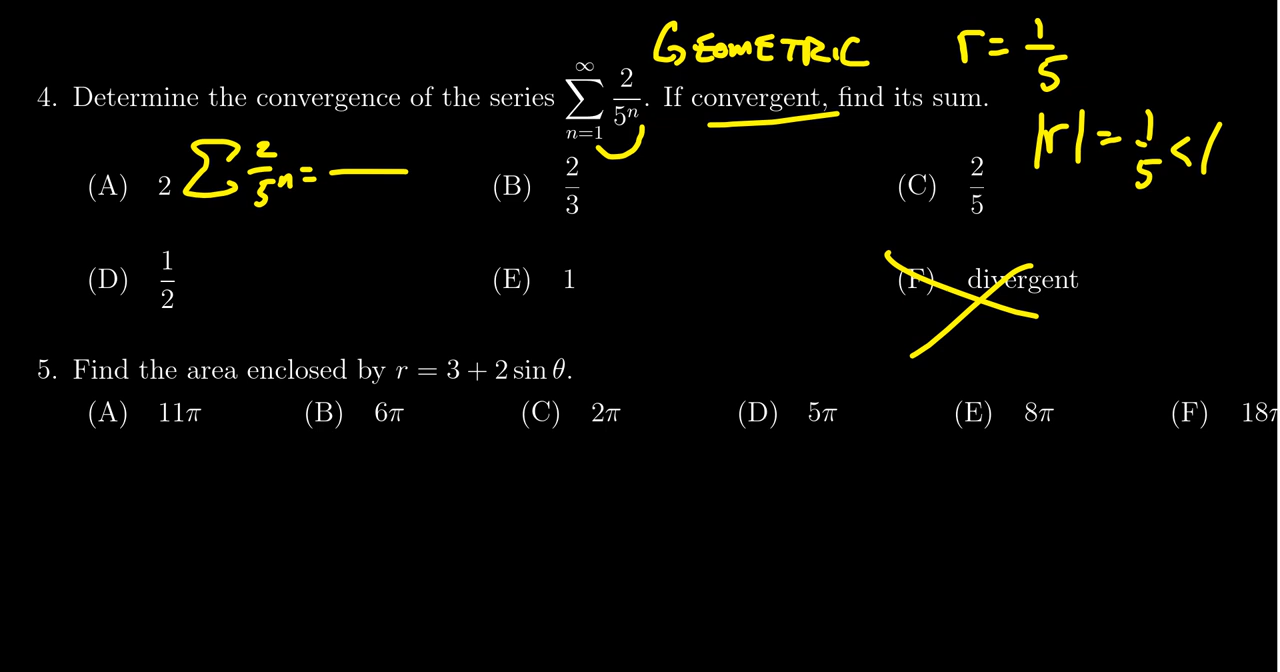 GEOMETRIC r = 1/5
4. Determine the convergence of the series ∑_{n=1}^{∞} 2/5^n. If convergent, find its sum.
|r| = 1/5 < 1
∑ 2/5^n =
(A) 2 (B) 2/3 (C) 2/5
(D) 1/2 (E) 1 (F) divergent
5. Find the area enclosed by r = 3 + 2 sin θ.
(A) 11π (B) 6π (C) 2π (D) 5π (E) 8π (F) 18π